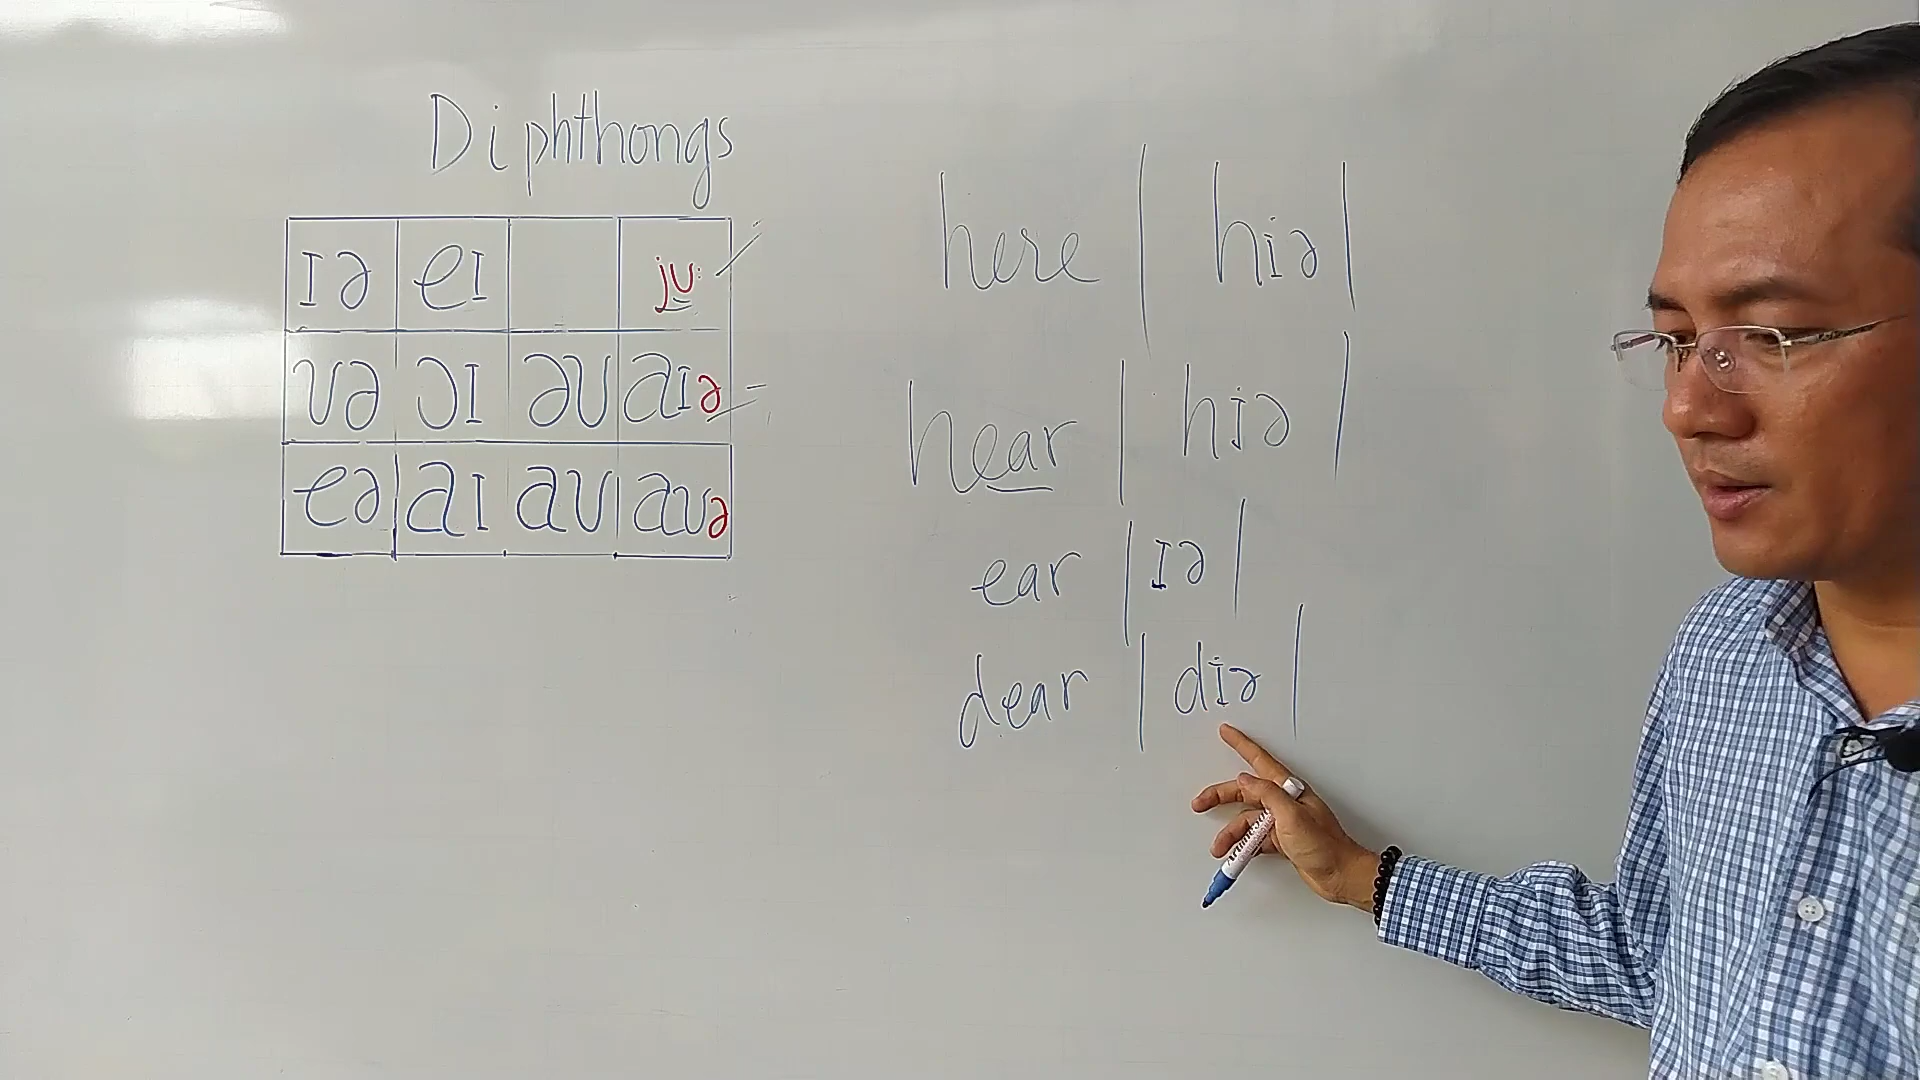 Diphthongs
ɪə eɪ ju:
ʊə ɔɪ əʊ aɪə
eə aɪ aʊ aʊə
here | hɪə |
hear | hɪə |
ear | ɪə |
dear | dɪə |